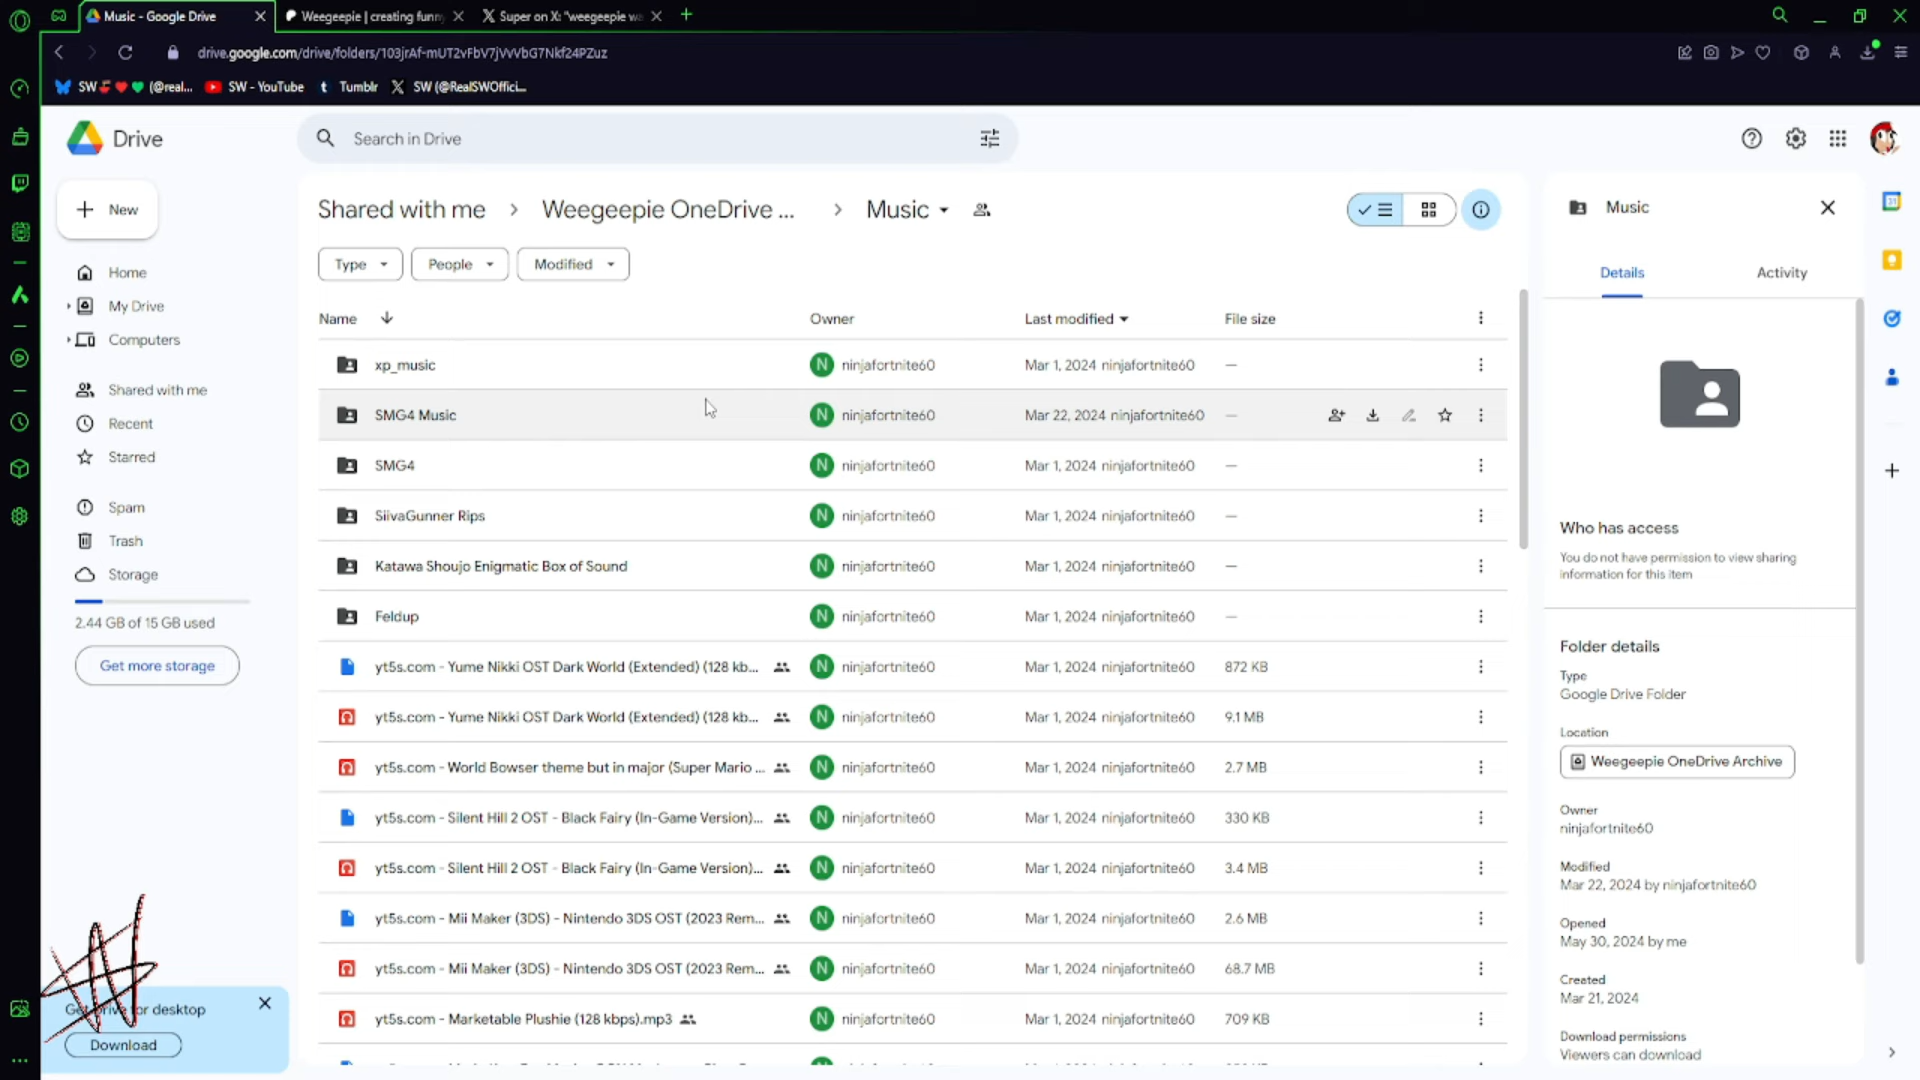 Music - Google Drive
Weegeepie | creating funny
Super on X: "weegeepie wa
drive.google.com/drive/folders/103jrAf-mUT2vFbV7jVvVbG7Nkf24PZuz
SW🍒❤️💚 (@real...
SW - YouTube
Tumblr
SW (@RealSWOffici...
Drive
Search in Drive
New
Shared with me > Weegeepie OneDrive ... > Music
Type
People
Modified
Home
My Drive
Computers
Shared with me
Recent
Starred
Spam
Trash
Storage
2.44 GB of 15 GB used
Get more storage
Get Drive for desktop
Download
Name
Owner
Last modified
File size
xp_music N ninjafortnite60 Mar 1, 2024 ninjafortnite60 —
SMG4 Music N ninjafortnite60 Mar 22, 2024 ninjafortnite60 —
SMG4 N ninjafortnite60 Mar 1, 2024 ninjafortnite60 —
SiivaGunner Rips N ninjafortnite60 Mar 1, 2024 ninjafortnite60 —
Katawa Shoujo Enigmatic Box of Sound N ninjafortnite60 Mar 1, 2024 ninjafortnite60 —
Feldup N ninjafortnite60 Mar 1, 2024 ninjafortnite60 —
yt5s.com - Yume Nikki OST Dark World (Extended) (128 kb... N ninjafortnite60 Mar 1, 2024 ninjafortnite60 872 KB
yt5s.com - Yume Nikki OST Dark World (Extended) (128 kb... N ninjafortnite60 Mar 1, 2024 ninjafortnite60 9.1 MB
yt5s.com - World Bowser theme but in major (Super Mario ... N ninjafortnite60 Mar 1, 2024 ninjafortnite60 2.7 MB
yt5s.com - Silent Hill 2 OST - Black Fairy (In-Game Version)... N ninjafortnite60 Mar 1, 2024 ninjafortnite60 330 KB
yt5s.com - Silent Hill 2 OST - Black Fairy (In-Game Version)... N ninjafortnite60 Mar 1, 2024 ninjafortnite60 3.4 MB
yt5s.com - Mii Maker (3DS) - Nintendo 3DS OST (2023 Rem... N ninjafortnite60 Mar 1, 2024 ninjafortnite60 2.6 MB
yt5s.com - Mii Maker (3DS) - Nintendo 3DS OST (2023 Rem... N ninjafortnite60 Mar 1, 2024 ninjafortnite60 68.7 MB
yt5s.com - Marketable Plushie (128 kbps).mp3 N ninjafortnite60 Mar 1, 2024 ninjafortnite60 709 KB
Music
Details
Activity
Who has access
You do not have permission to view sharing
information for this item
Folder details
Type
Google Drive Folder
Location
Weegeepie OneDrive Archive
Owner
ninjafortnite60
Modified
Mar 22, 2024 by ninjafortnite60
Opened
May 30, 2024 by me
Created
Mar 21, 2024
Download permissions
Viewers can download